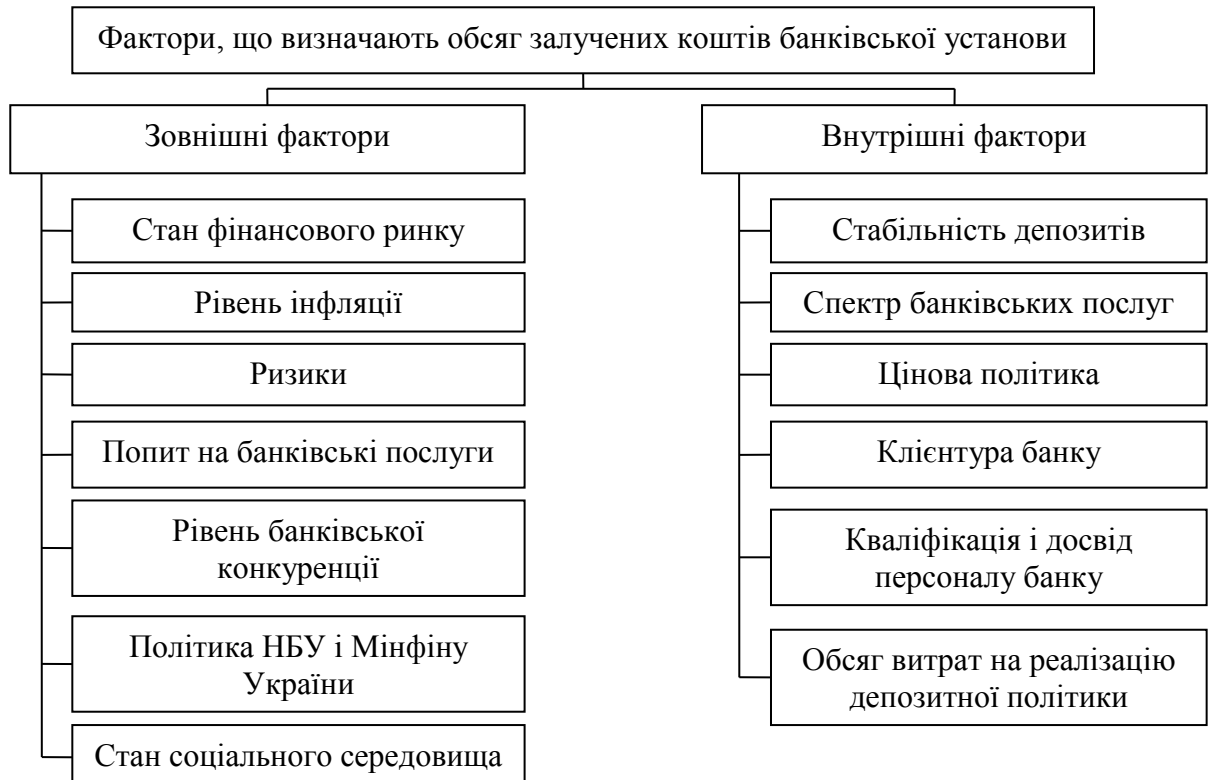 Фактори, що визначають обсяг залучених коштів банківської установи
Зовнішні фактори
Стан фінансового ринку
Рівень інфляції
Ризики
Попит на банківські послуги
Рівень банківської
конкуренції
Політика НБУ і Мінфіну
України
Стан соціального середовища
Внутрішні фактори
Стабільність депозитів
Спектр банківських послуг
Цінова політика
Клієнтура банку
Кваліфікація і досвід
персоналу банку
Обсяг витрат на реалізацію
депозитної політики